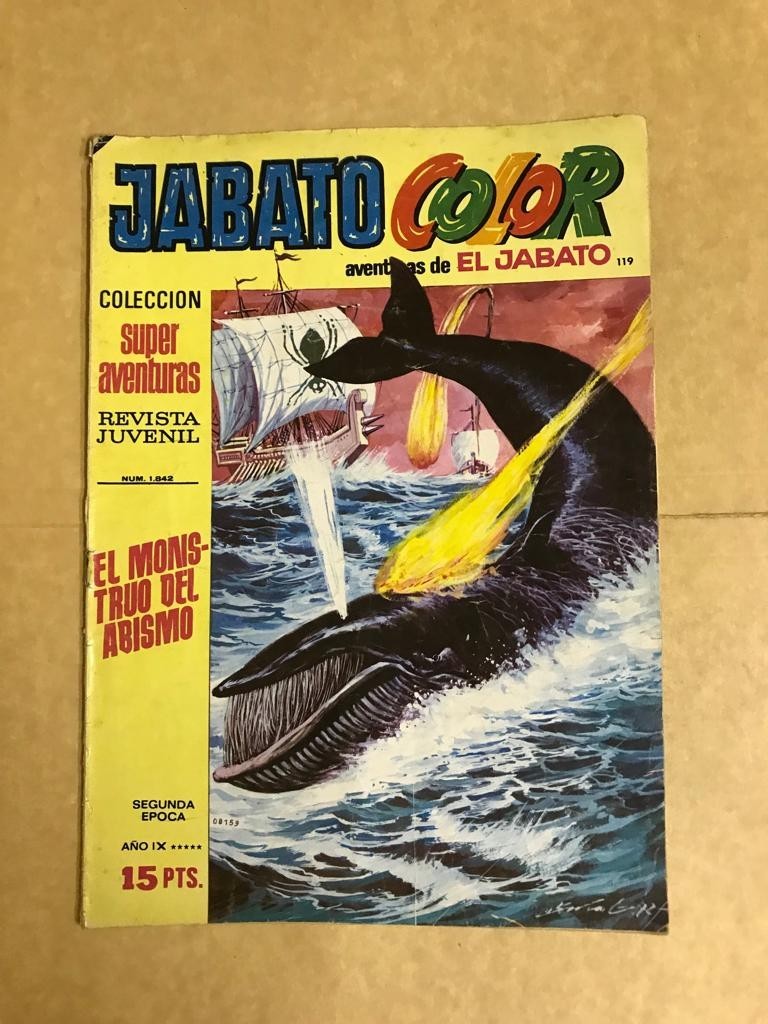 JABATO COLOR
aventuras de EL JABATO 119
COLECCION
super
aventuras
REVISTA
JUVENIL
NUM. 1.842
EL MONS-
TRUO DEL
ABISMO
SEGUNDA
EPOCA
08159
AÑO IX *****
15 PTS.